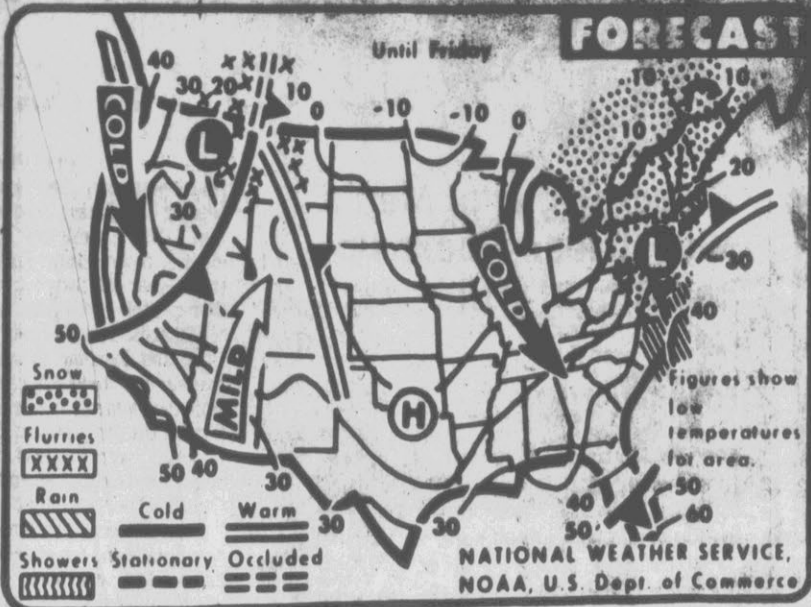 FORECAST
Until Friday
40
30
20
10
0
-10
-10
0
10
10
10
20
30
40
COLD
L
30
50
MILD
COLD
H
L
50
40
30
30
30
40
50
50
60
Figures show
low
temperatures
for area.
Snow
Flurries
XXXX
Rain
Showers
Cold
Warm
Stationary
Occluded
NATIONAL WEATHER SERVICE,
NOAA, U.S. Dept. of Commerce